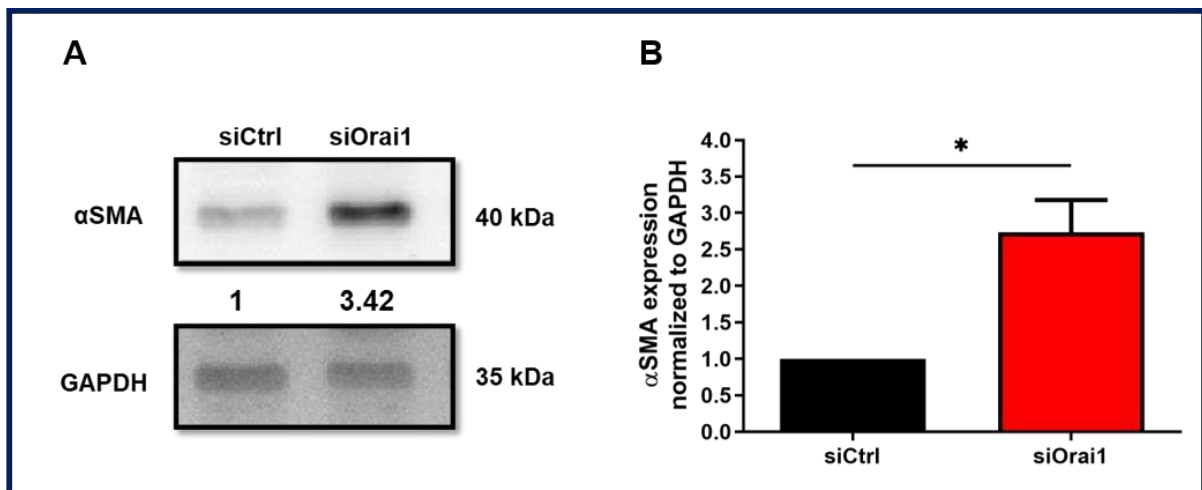 A
siCtrl siOrai1
αSMA
40 kDa
1 3.42
GAPDH
35 kDa
B
*
αSMA expression
normalized to GAPDH
4.0
3.5
3.0
2.5
2.0
1.5
1.0
0.5
0.0
siCtrl siOrai1